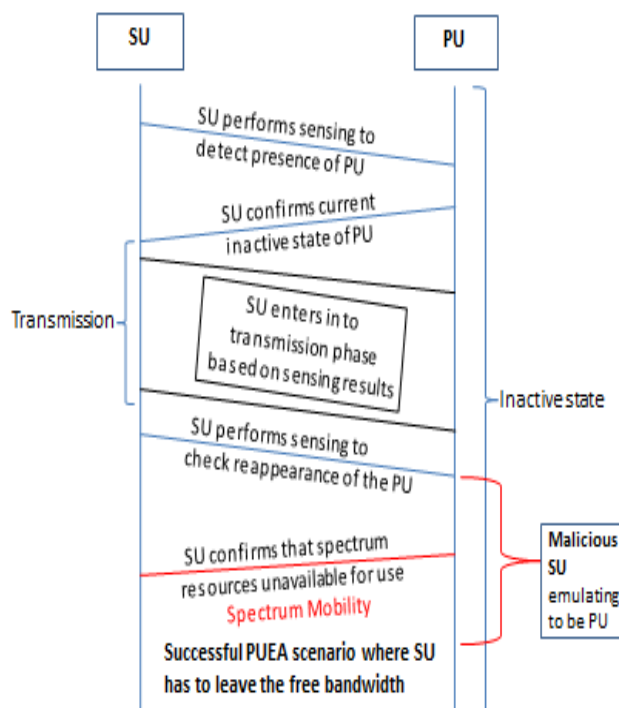 SU
PU
SU performs sensing to
detect presence of PU
SU confirms current
inactive state of PU
Transmission
SU enters in to
transmission phase
based on sensing results
Inactive state
SU performs sensing to
check reappearance of the PU
SU confirms that spectrum
resources unavailable for use
Spectrum Mobility
Malicious
SU
emulating
to be PU
Successful PUEA scenario where SU
has to leave the free bandwidth